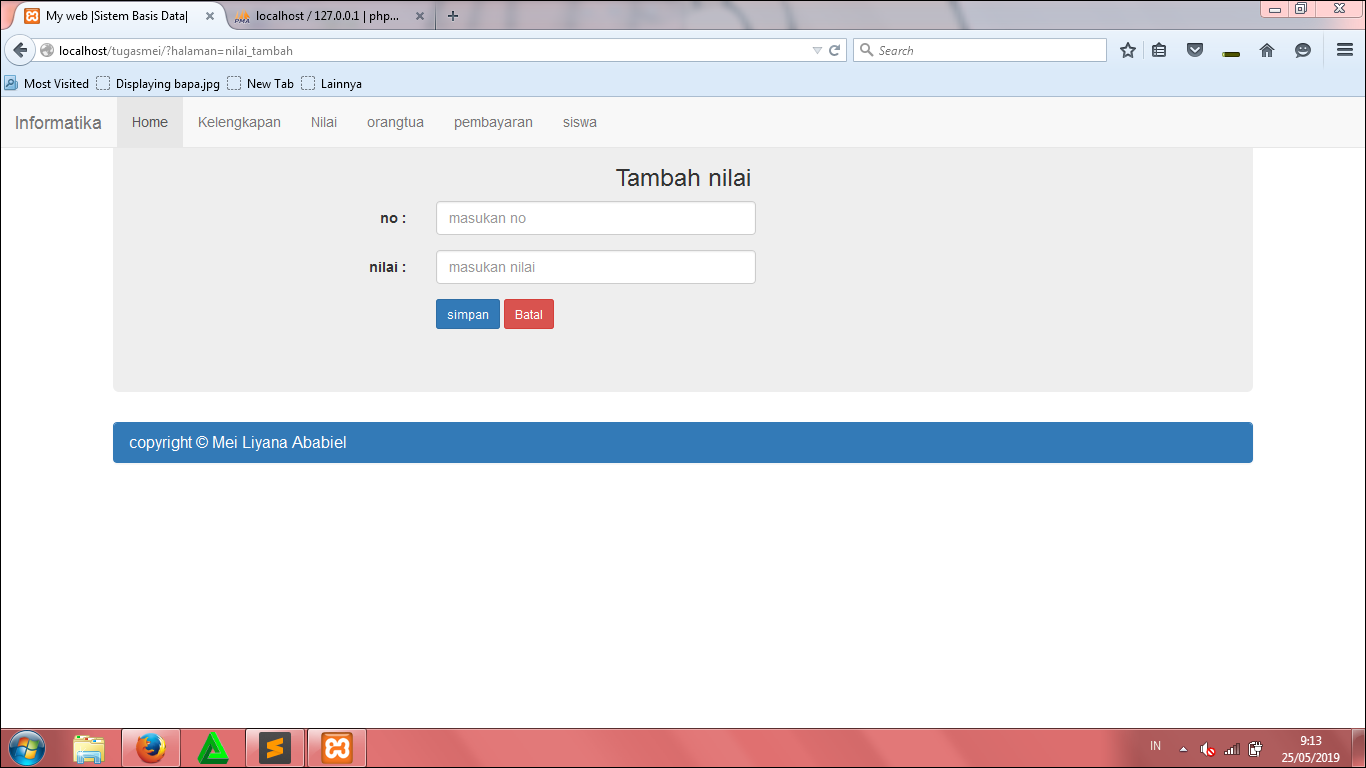 My web |Sistem Basis Data|
localhost / 127.0.0.1 | php...
localhost/tugasmei/?halaman=nilai_tambah
Search
Most Visited
Displaying bapa.jpg
New Tab
Lainnya
Informatika
Home
Kelengkapan
Nilai
orangtua
pembayaran
siswa
Tambah nilai
no :
masukan no
nilai :
masukan nilai
simpan
Batal
copyright © Mei Liyana Ababiel
IN
9:13
25/05/2019